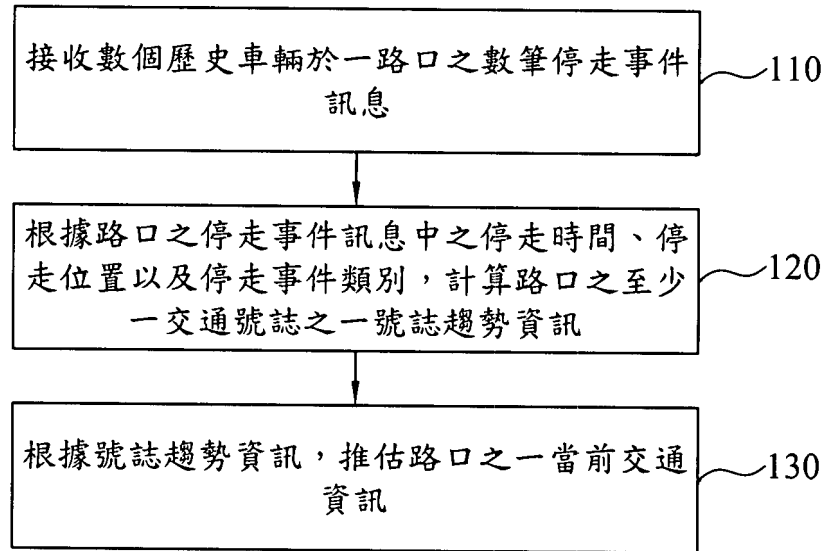 接收數個歷史車輛於一路口之數筆停走事件
訊息
110
根據路口之停走事件訊息中之停走時間、停
走位置以及停走事件類別，計算路口之至少
一交通號誌之一號誌趨勢資訊
120
根據號誌趨勢資訊，推估路口之一當前交通
資訊
130